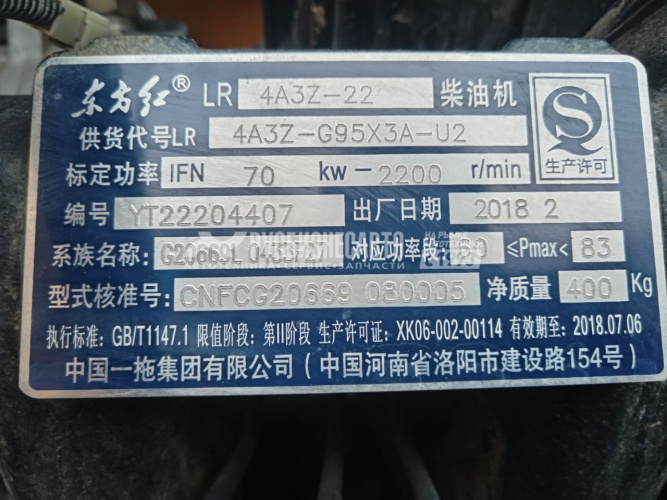 东方红® LR 4A3Z-22 柴油机
供货代号LR 4A3Z-G95X3A-U2
标定功率 IFN 70 kw-2200 r/min
编号 YT22204407 出厂日期 2018 2
系族名称: 对应功率段: ≤Pmax< 83
型式核准号: CNFCG20669 080005 净质量 400 Kg
执行标准: GB/T1147.1 限值阶段: 第II阶段 生产许可证: XK06-002-00114 有效期至: 2018.07.06
中国一拖集团有限公司 (中国河南省洛阳市建设路154号)
QS
生产许可